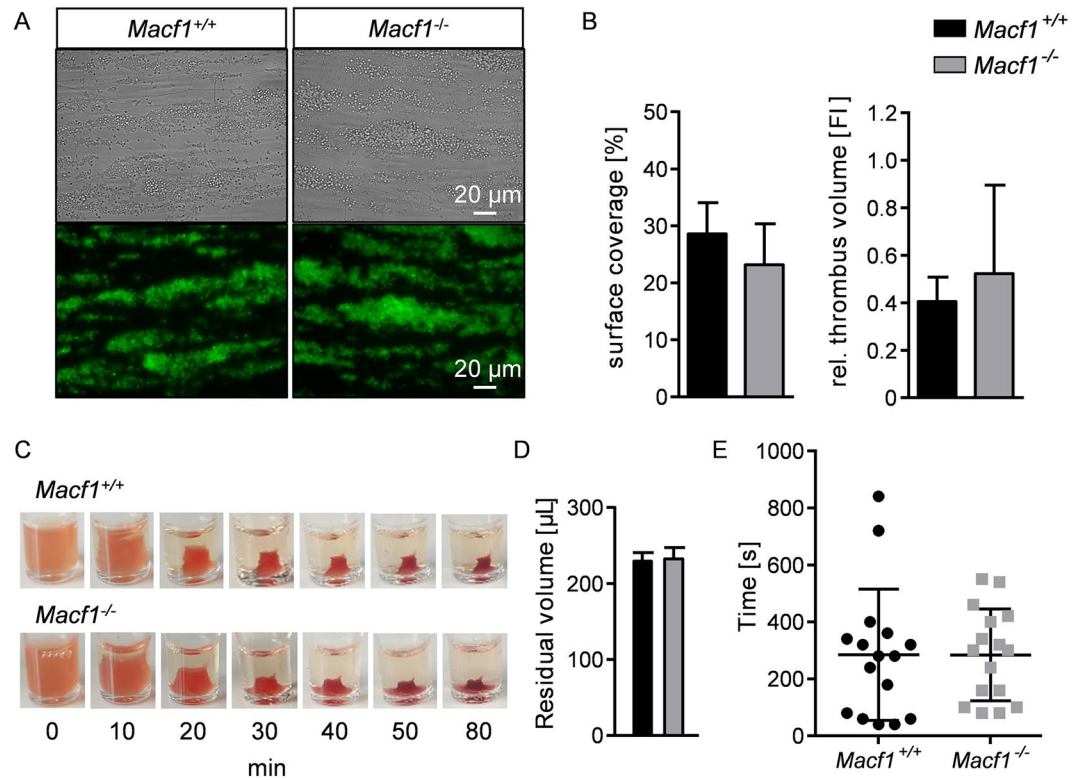 A
Macf1+/+
Macf1-/-
20 µm
20 µm
B
Macf1+/+
Macf1-/-
surface coverage [%]
50
40
30
20
10
0
rel. thrombus volume [FI]
1.2
1.0
0.8
0.6
0.4
0.2
0
C
Macf1+/+
Macf1-/-
0 10 20 30 40 50 80
min
D
Residual volume [µL]
300
200
100
0
E
Time [s]
1000
800
600
400
200
0
Macf1+/+ Macf1-/-